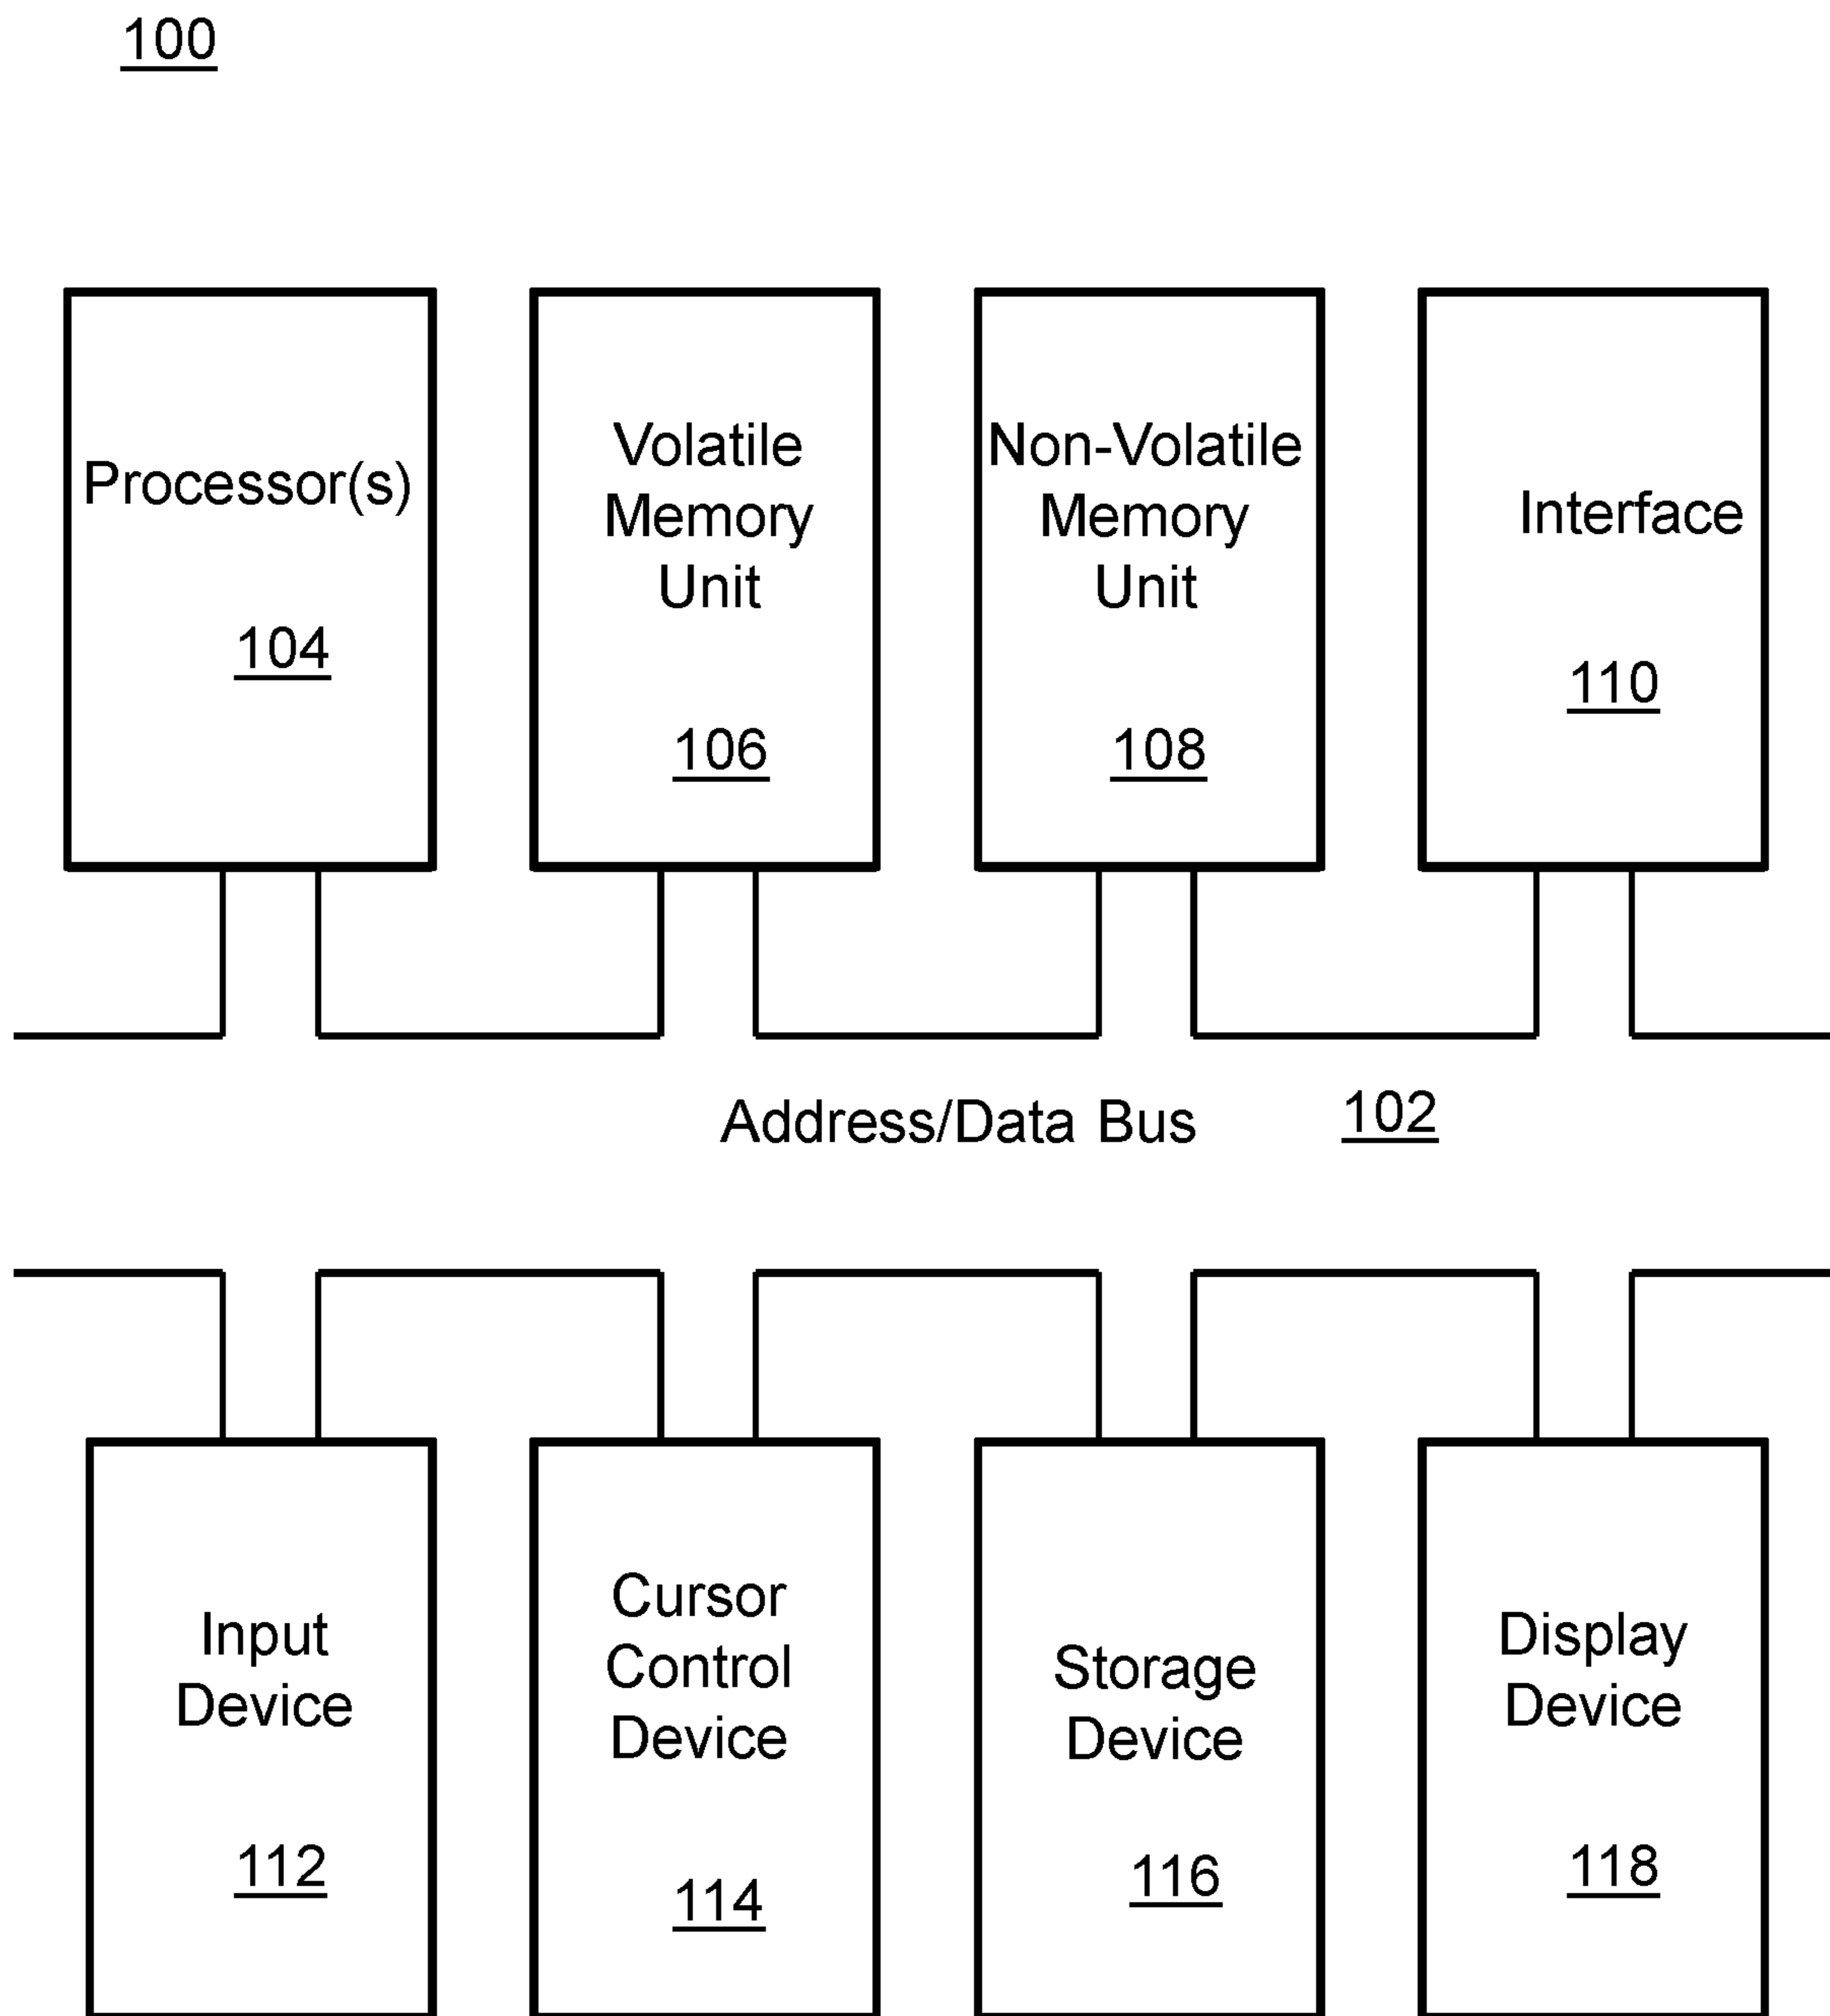 100
Processor(s)
104
Volatile
Memory
Unit
106
Non-Volatile
Memory
Unit
108
Interface
110
Address/Data Bus 102
Input
Device
112
Cursor
Control
Device
114
Storage
Device
116
Display
Device
118